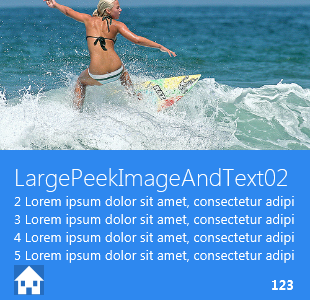 LargePeekImageAndText02
2 Lorem ipsum dolor sit amet, consectetur adipi
3 Lorem ipsum dolor sit amet, consectetur adipi
4 Lorem ipsum dolor sit amet, consectetur adipi
5 Lorem ipsum dolor sit amet, consectetur adipi
123